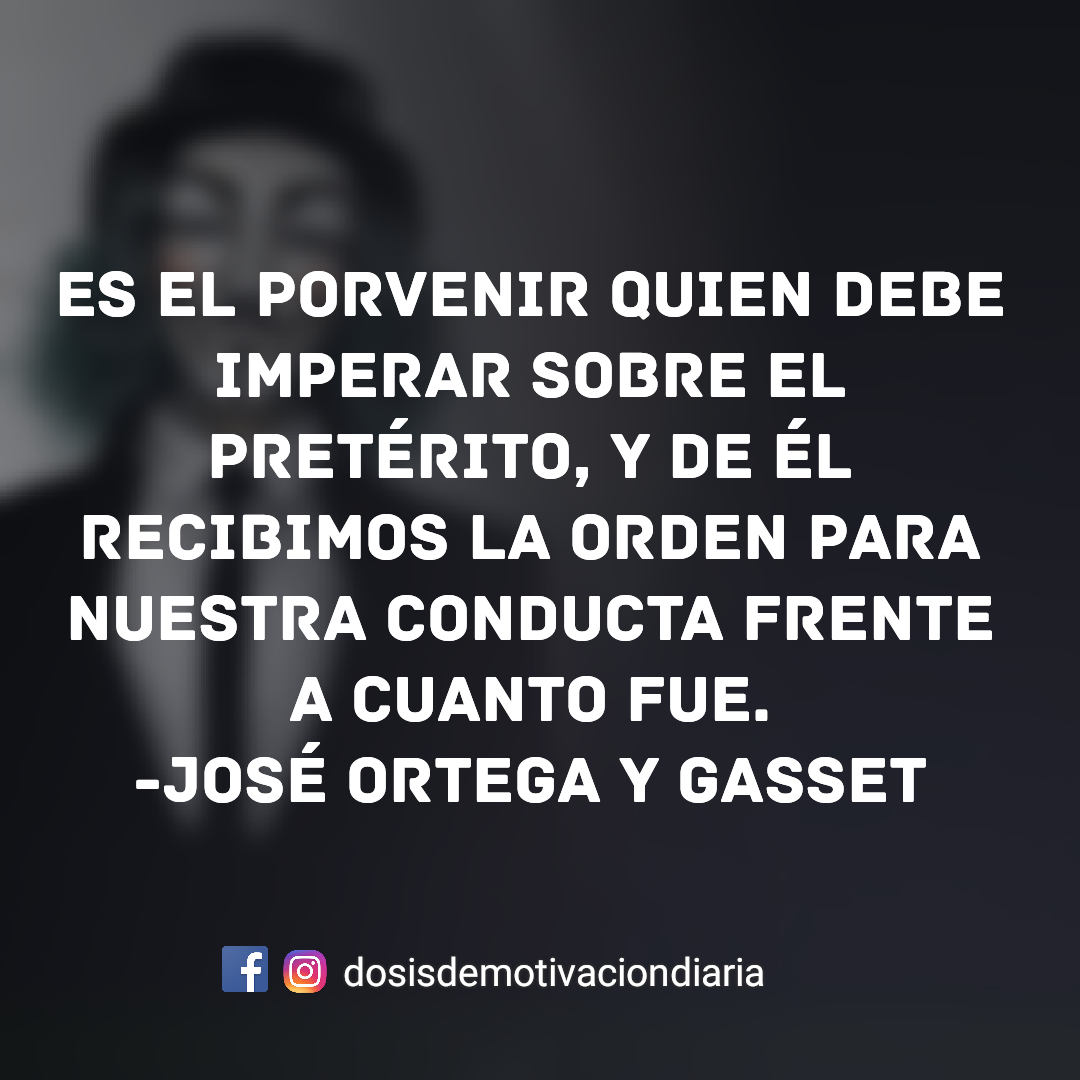 ES EL PORVENIR QUIEN DEBE
IMPERAR SOBRE EL
PRETÉRITO, Y DE ÉL
RECIBIMOS LA ORDEN PARA
NUESTRA CONDUCTA FRENTE
A CUANTO FUE.
-JOSÉ ORTEGA Y GASSET
dosisdemotivaciondiaria